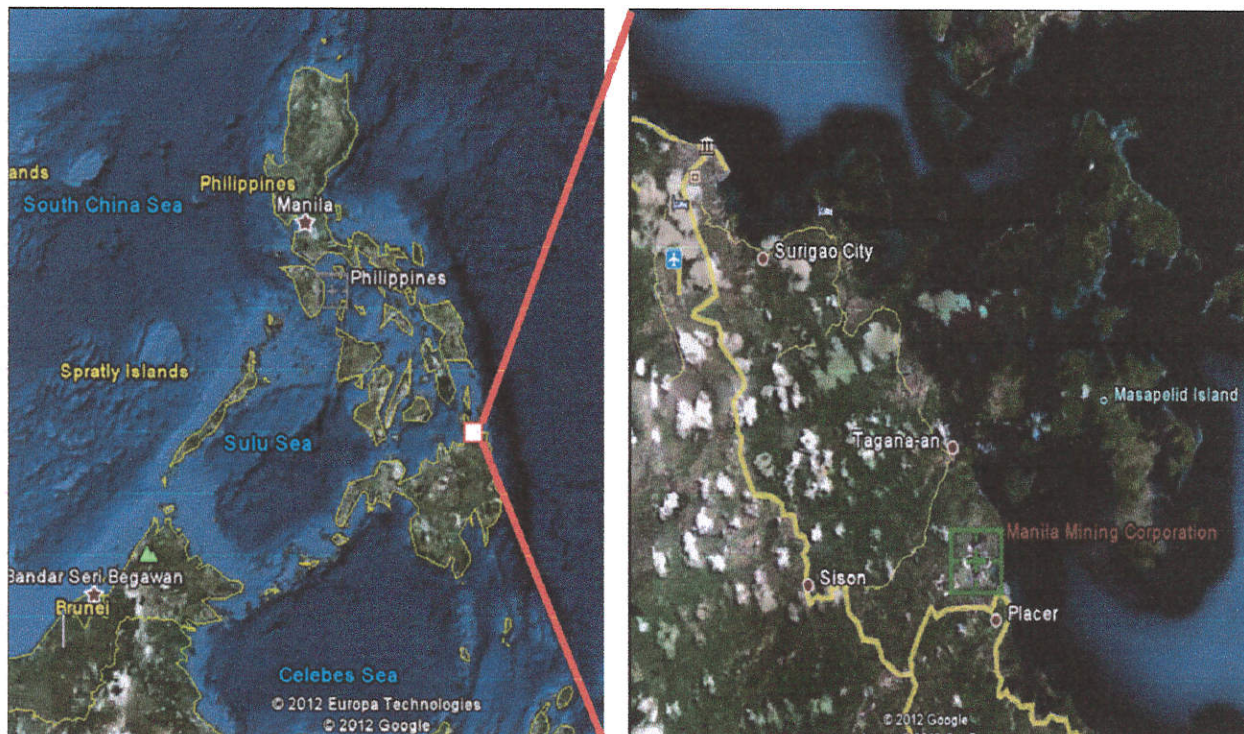 ands
South China Sea
Philippines
Manila
Philippines
Spratly Islands
Sulu Sea
Bandar Seri Begawan
Brunei
Celebes Sea
© 2012 Europa Technologies
© 2012 Google
Surigao City
Masapelid Island
Tagana-an
Manila Mining Corporation
Sison
Placer
© 2012 Google